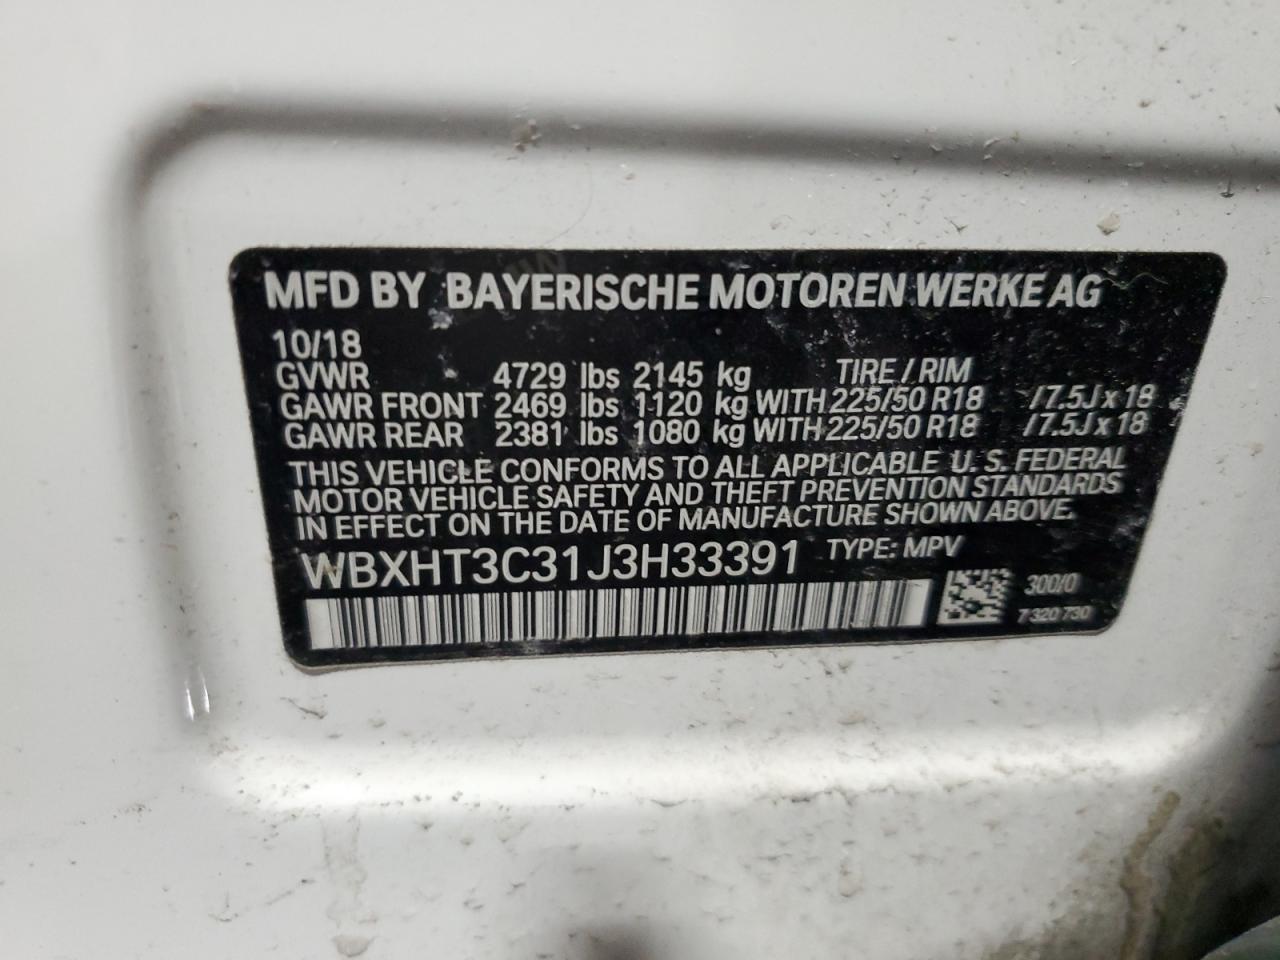 MFD BY BAYERISCHE MOTOREN WERKE AG
10/18
GVWR 4729 lbs 2145 kg TIRE / RIM
GAWR FRONT 2469 lbs 1120 kg WITH 225/50 R18 / 7.5J x 18
GAWR REAR 2381 lbs 1080 kg WITH 225/50 R18 / 7.5J x 18
THIS VEHICLE CONFORMS TO ALL APPLICABLE U. S. FEDERAL
MOTOR VEHICLE SAFETY AND THEFT PREVENTION STANDARDS
IN EFFECT ON THE DATE OF MANUFACTURE SHOWN ABOVE.
WBXHT3C31J3H33391 TYPE: MPV
300/0
7 320 730